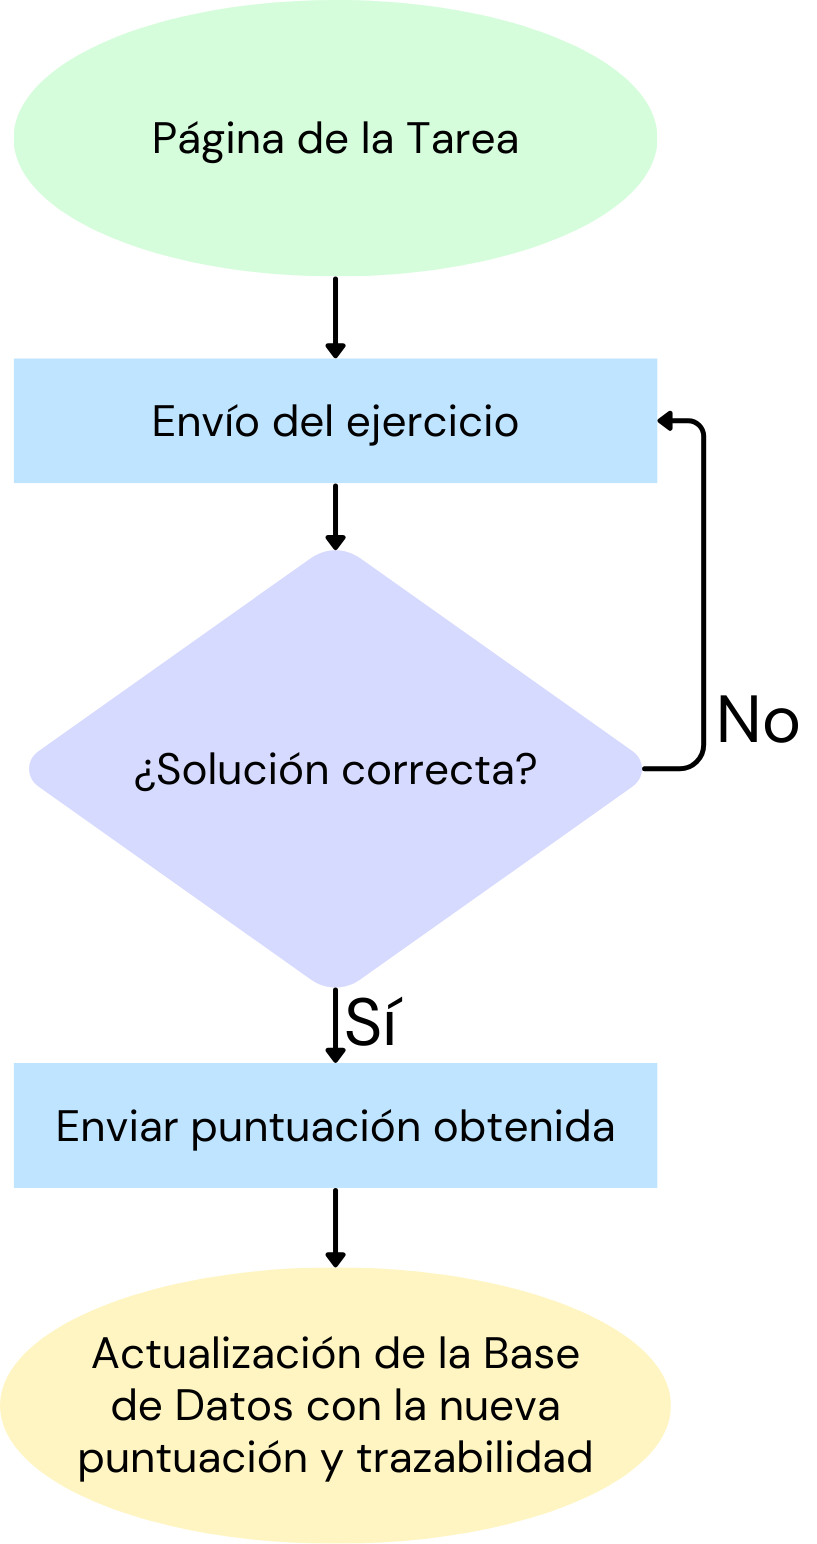 Página de la Tarea
Envío del ejercicio
¿Solución correcta?
No
Sí
Enviar puntuación obtenida
Actualización de la Base
de Datos con la nueva
puntuación y trazabilidad